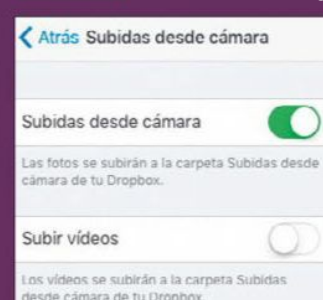 Atrás Subidas desde cámara
Subidas desde cámara
Las fotos se subirán a la carpeta Subidas desde
cámara de tu Dropbox.
Subir vídeos
Los vídeos se subirán a la carpeta Subidas
desde cámara de tu Dropbox.